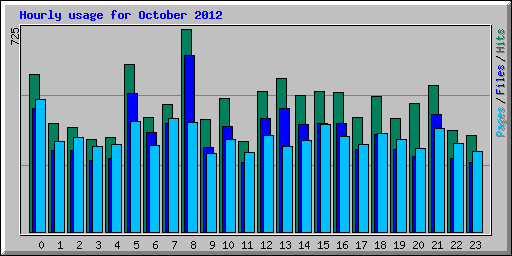 Hourly usage for October 2012
725
Pages / Files / Hits
0 1 2 3 4 5 6 7 8 9 10 11 12 13 14 15 16 17 18 19 20 21 22 23